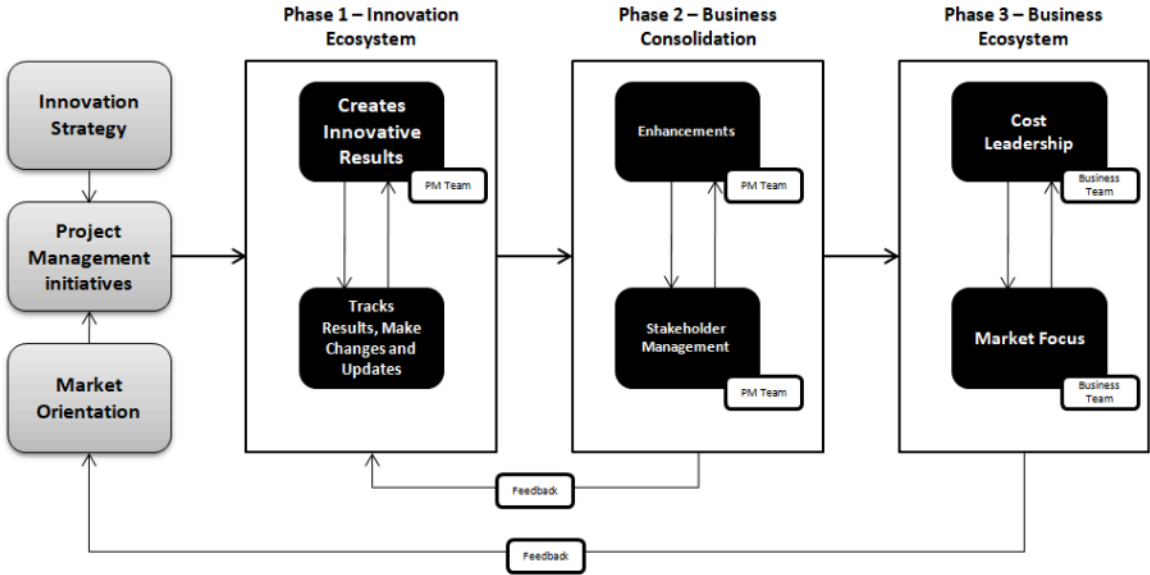 Phase 1 – Innovation
Ecosystem
Phase 2 – Business
Consolidation
Phase 3 – Business
Ecosystem
Innovation
Strategy
Project
Management
initiatives
Market
Orientation
Creates
Innovative
Results
PM Team
Tracks
Results, Make
Changes and
Updates
Enhancements
PM Team
Stakeholder
Management
PM Team
Cost
Leadership
Business
Team
Market Focus
Business
Team
Feedback
Feedback